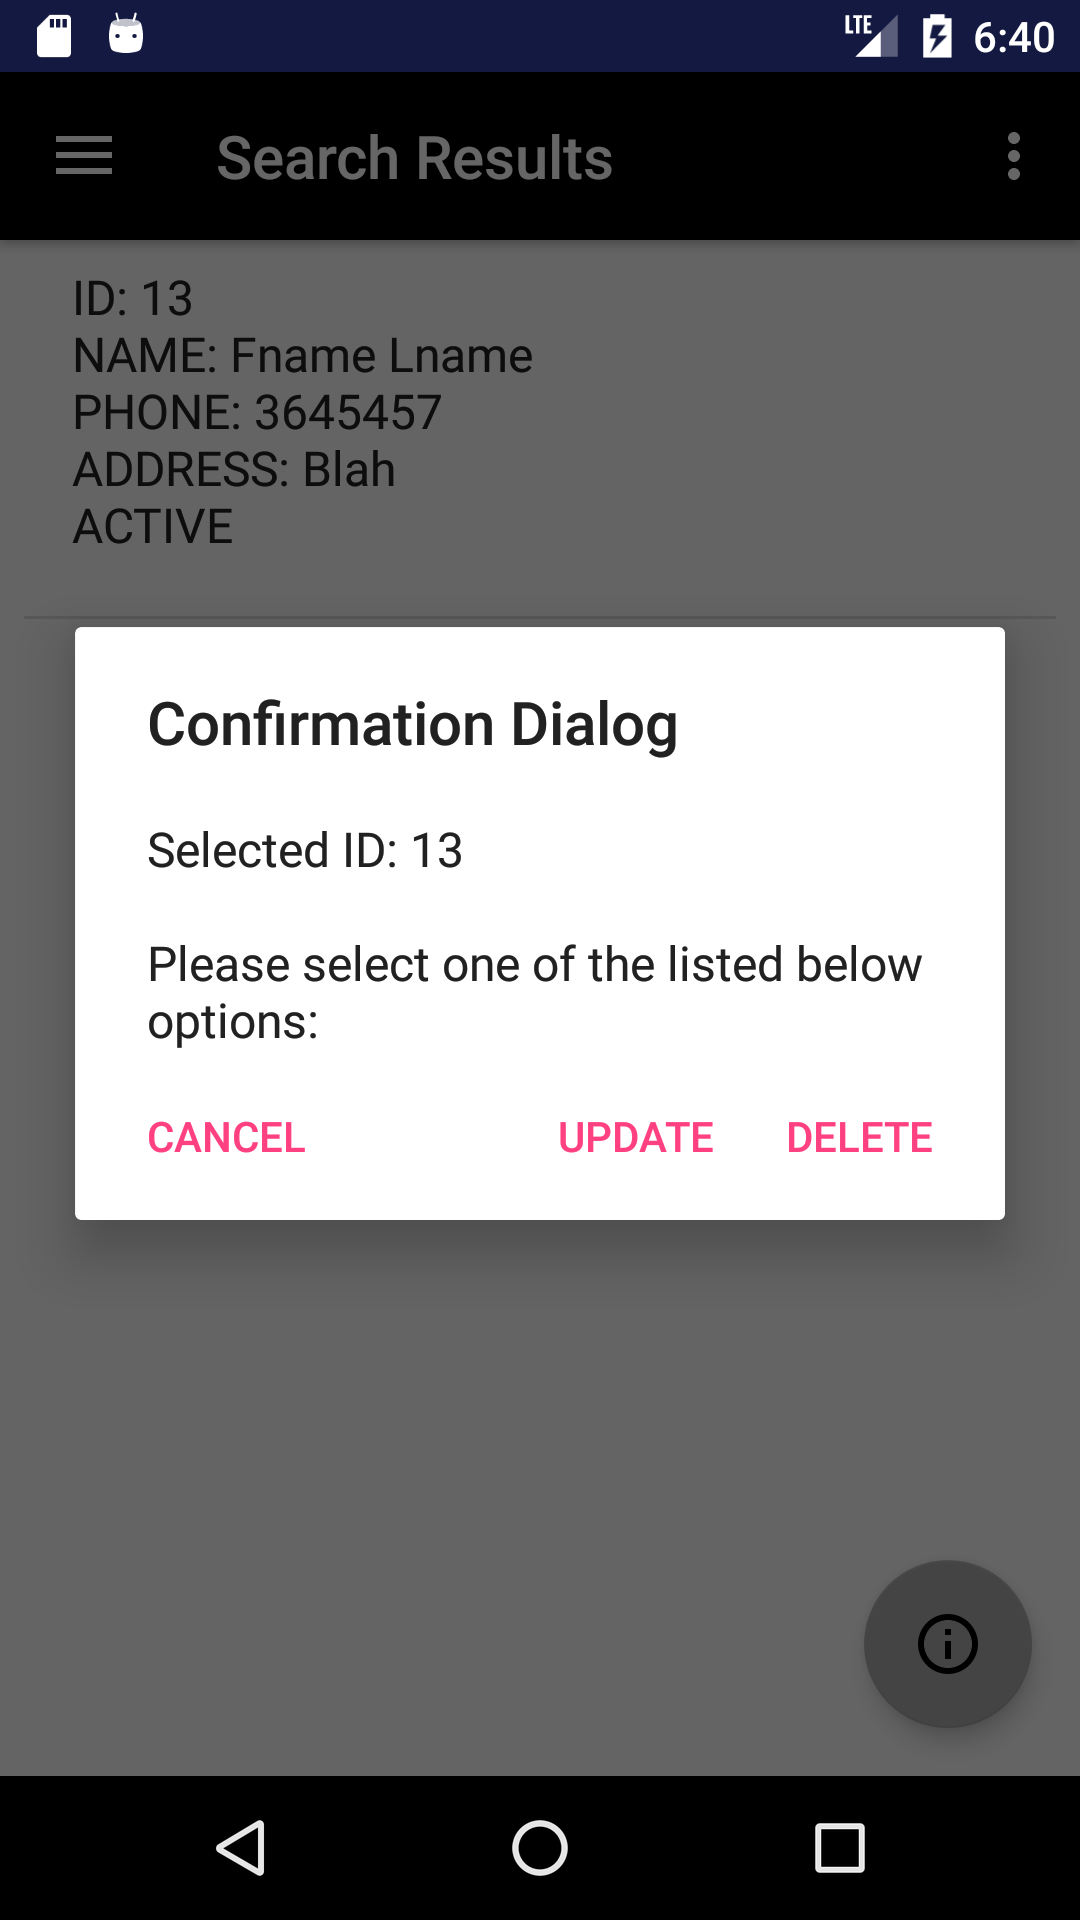 LTE 6:40
Search Results
ID: 13
NAME: Fname Lname
PHONE: 3645457
ADDRESS: Blah
ACTIVE
Confirmation Dialog
Selected ID: 13
Please select one of the listed below
options:
CANCEL UPDATE DELETE